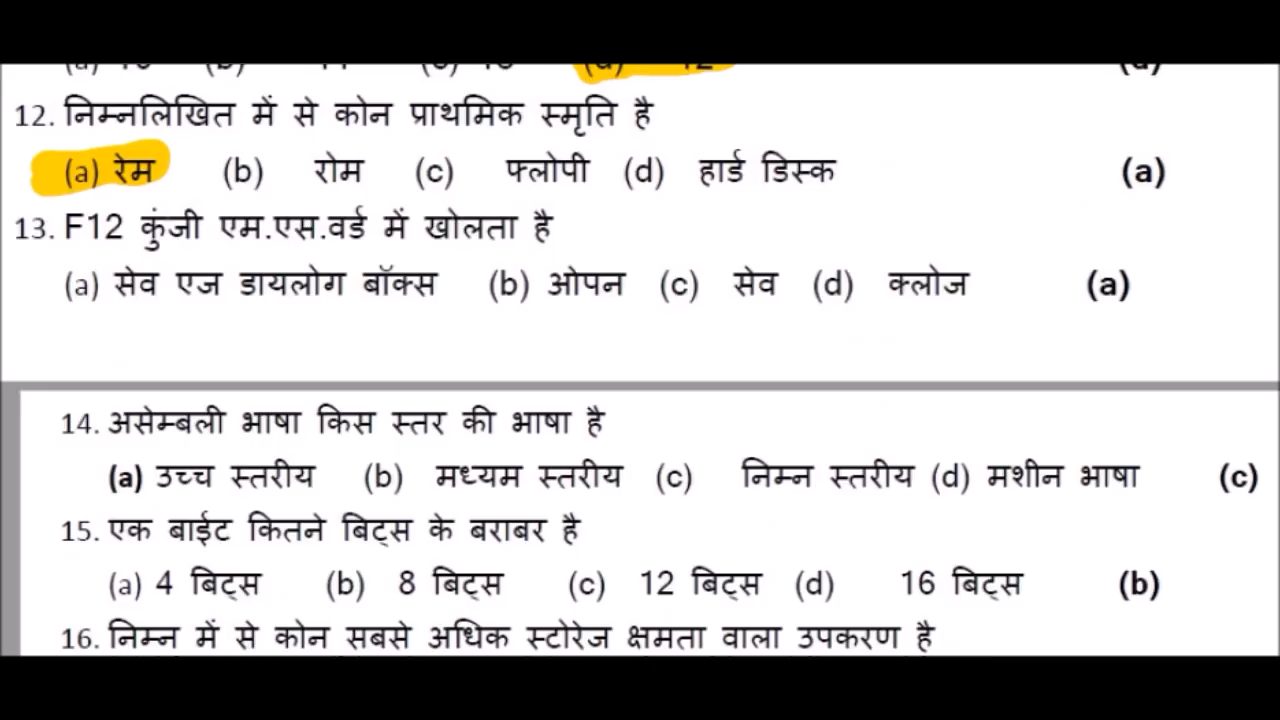 12. निम्नलिखित में से कोन प्राथमिक स्मृति है
(a) रेम (b) रोम (c) फ्लोपी (d) हार्ड डिस्क (a)
13. F12 कुंजी एम.एस.वर्ड में खोलता है
(a) सेव एज डायलोग बॉक्स (b) ओपन (c) सेव (d) क्लोज (a)
14. असेम्बली भाषा किस स्तर की भाषा है
(a) उच्च स्तरीय (b) मध्यम स्तरीय (c) निम्न स्तरीय (d) मशीन भाषा (c)
15. एक बाईट कितने बिट्स के बराबर है
(a) 4 बिट्स (b) 8 बिट्स (c) 12 बिट्स (d) 16 बिट्स (b)
16. निम्न में से कोन सबसे अधिक स्टोरेज क्षमता वाला उपकरण है